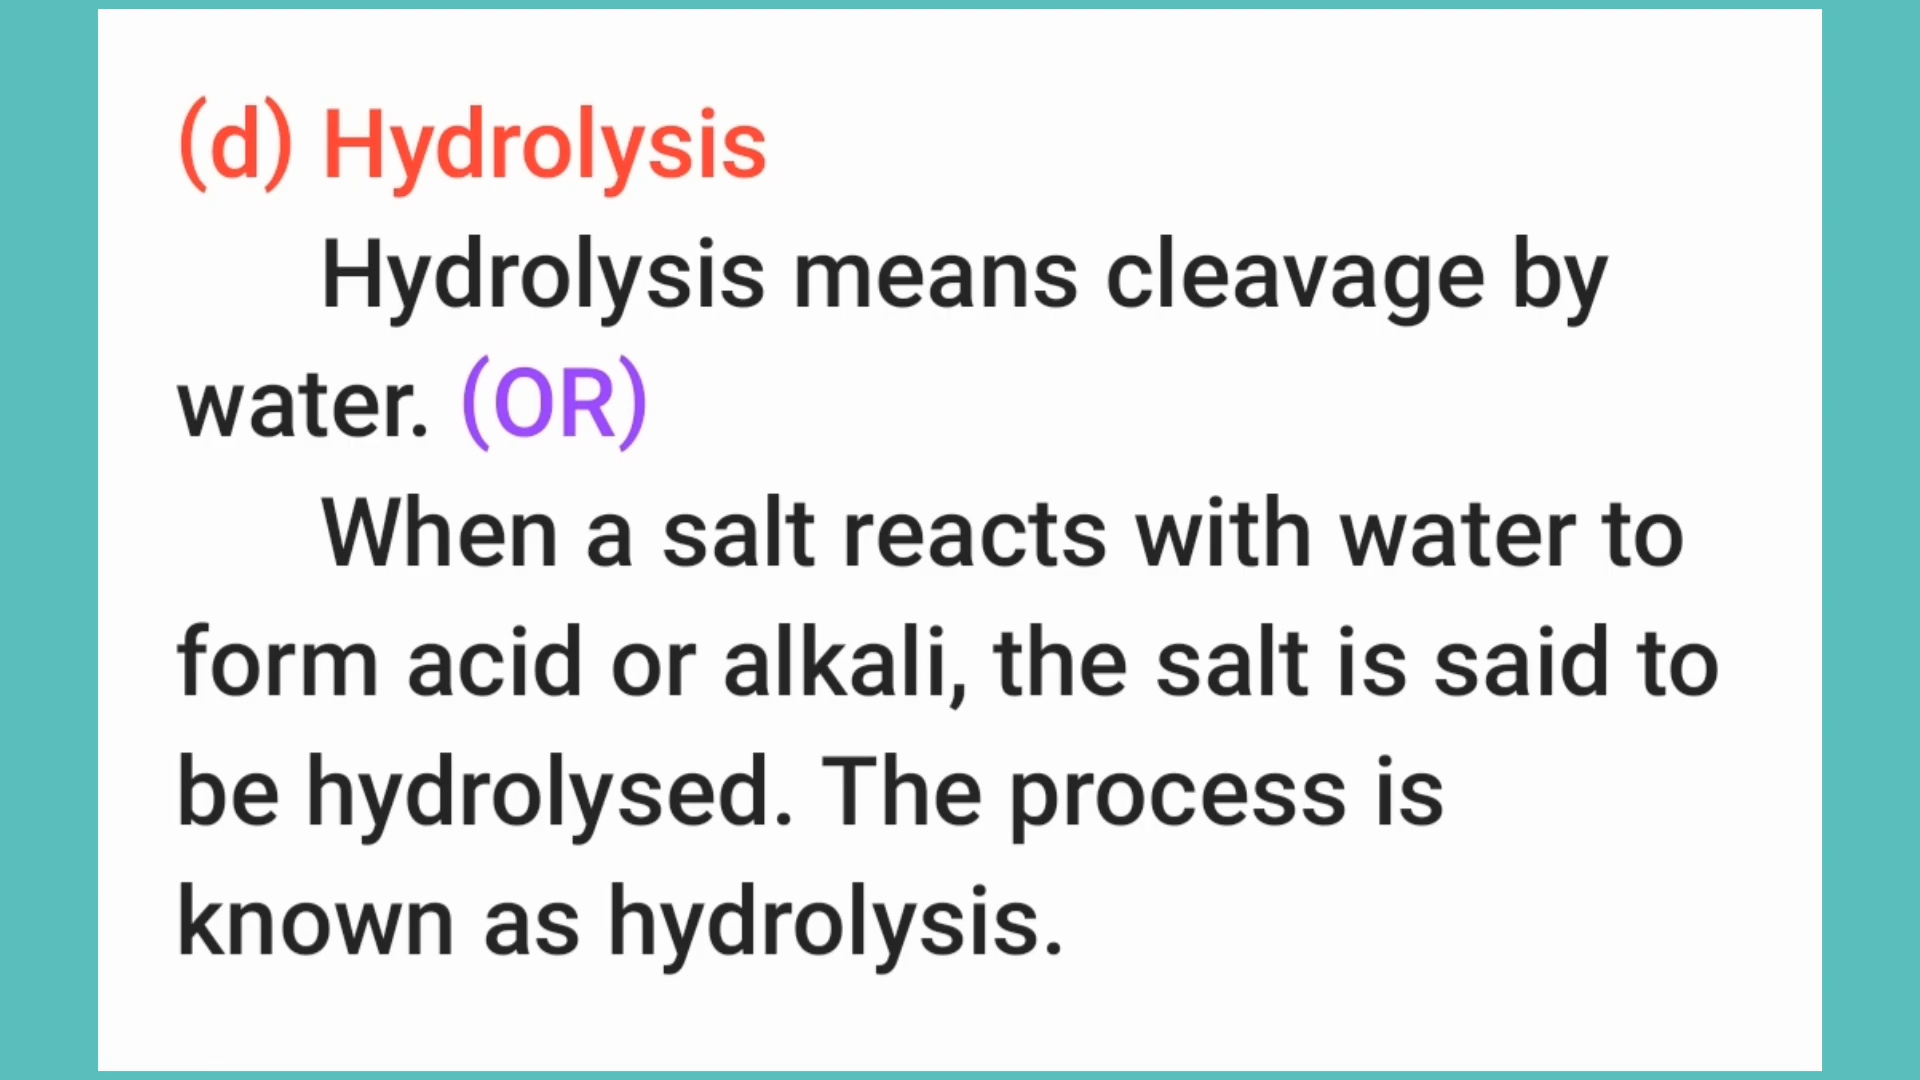 (d) Hydrolysis
Hydrolysis means cleavage by
water. (OR)
When a salt reacts with water to
form acid or alkali, the salt is said to
be hydrolysed. The process is
known as hydrolysis.